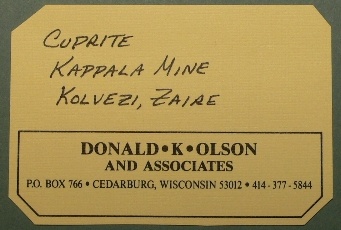 Cuprite
Kappala Mine
Kolvezi, Zaire
DONALD•K•OLSON
AND ASSOCIATES
P.O. BOX 766 • CEDARBURG, WISCONSIN 53012 • 414-377-5844